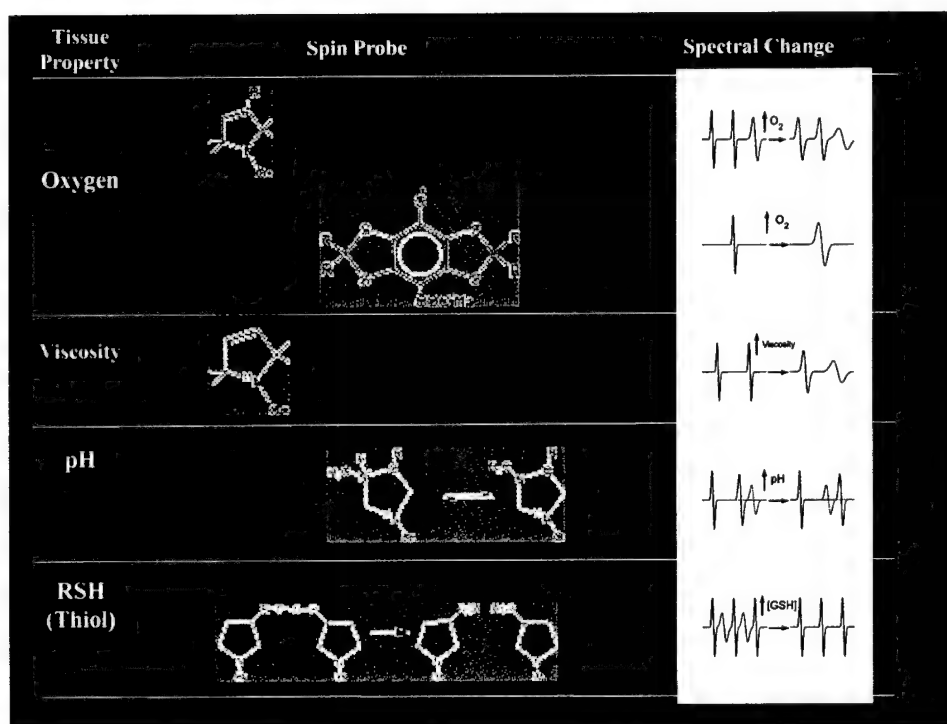 Tissue Property
Spin Probe
Spectral Change
Oxygen
↑ O₂
↑ O₂
Viscosity
↑ Viscosity
pH
↑ pH
RSH (Thiol)
↑ [GSH]